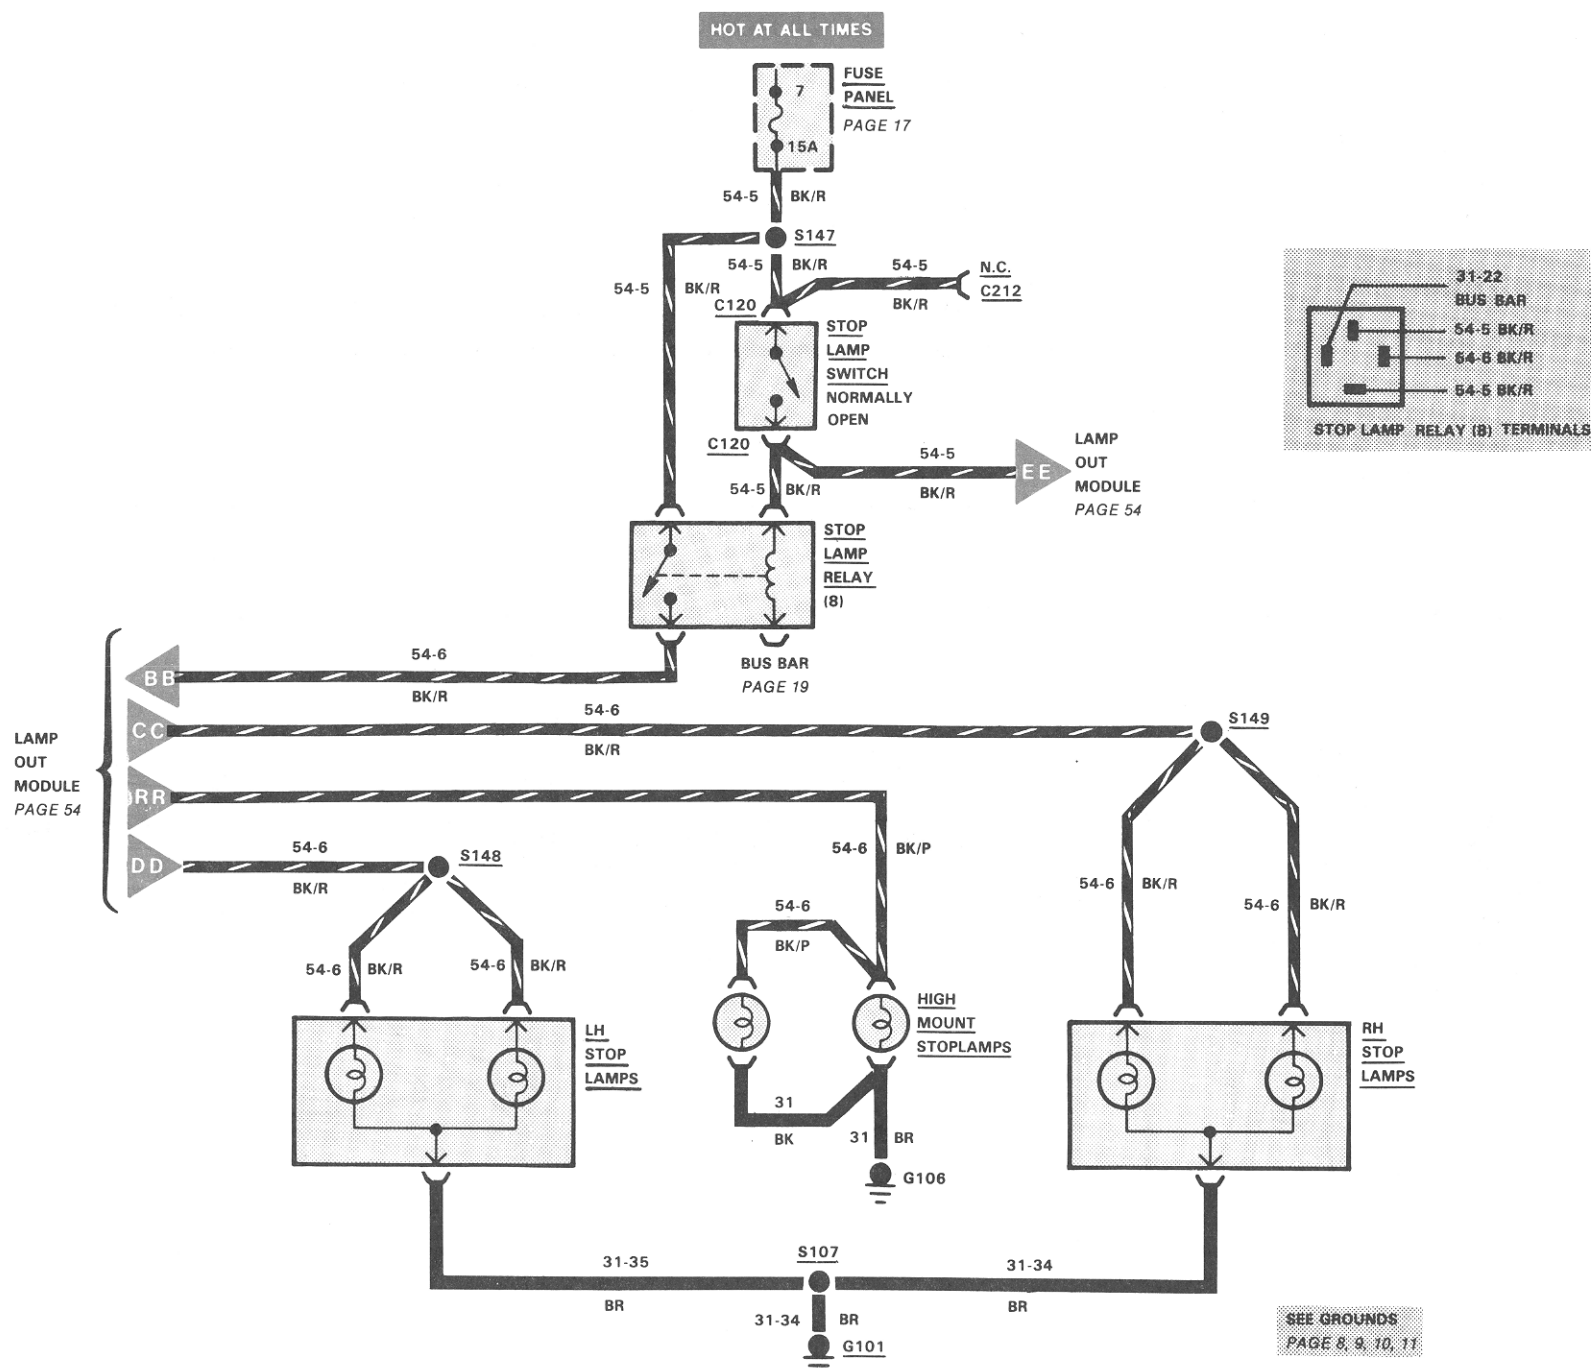 HOT AT ALL TIMES
7
15A
FUSE
PANEL
PAGE 17
54-5
BK/R
S147
54-5
BK/R
54-5
BK/R
54-5
BK/R
N.C.
C212
C120
STOP
LAMP
SWITCH
NORMALLY
OPEN
C120
54-5
BK/R
54-5
BK/R
EE
LAMP
OUT
MODULE
PAGE 54
31-22
BUS BAR
54-5 BK/R
54-6 BK/R
54-5 BK/R
STOP LAMP RELAY (8) TERMINALS
STOP
LAMP
RELAY
(8)
BUS BAR
PAGE 19
LAMP
OUT
MODULE
PAGE 54
BB
54-6
BK/R
CC
54-6
BK/R
S149
RR
54-6
BK/P
DD
54-6
BK/R
S148
54-6
BK/R
54-6
BK/R
54-6
BK/P
54-6
BK/R
54-6
BK/R
LH
STOP
LAMPS
HIGH
MOUNT
STOPLAMPS
RH
STOP
LAMPS
31
BK
31
BR
G106
31-35
BR
S107
31-34
BR
31-34
BR
G101
SEE GROUNDS
PAGE 8, 9, 10, 11